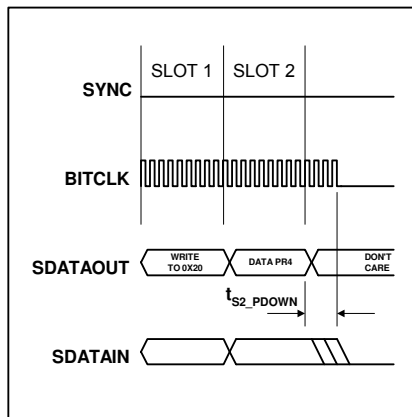 SLOT 1 SLOT 2
SYNC
BITCLK
SDATAOUT
WRITE
TO 0X20
DATA PR4
DON'T
CARE
tS2_PDOWN
SDATAIN